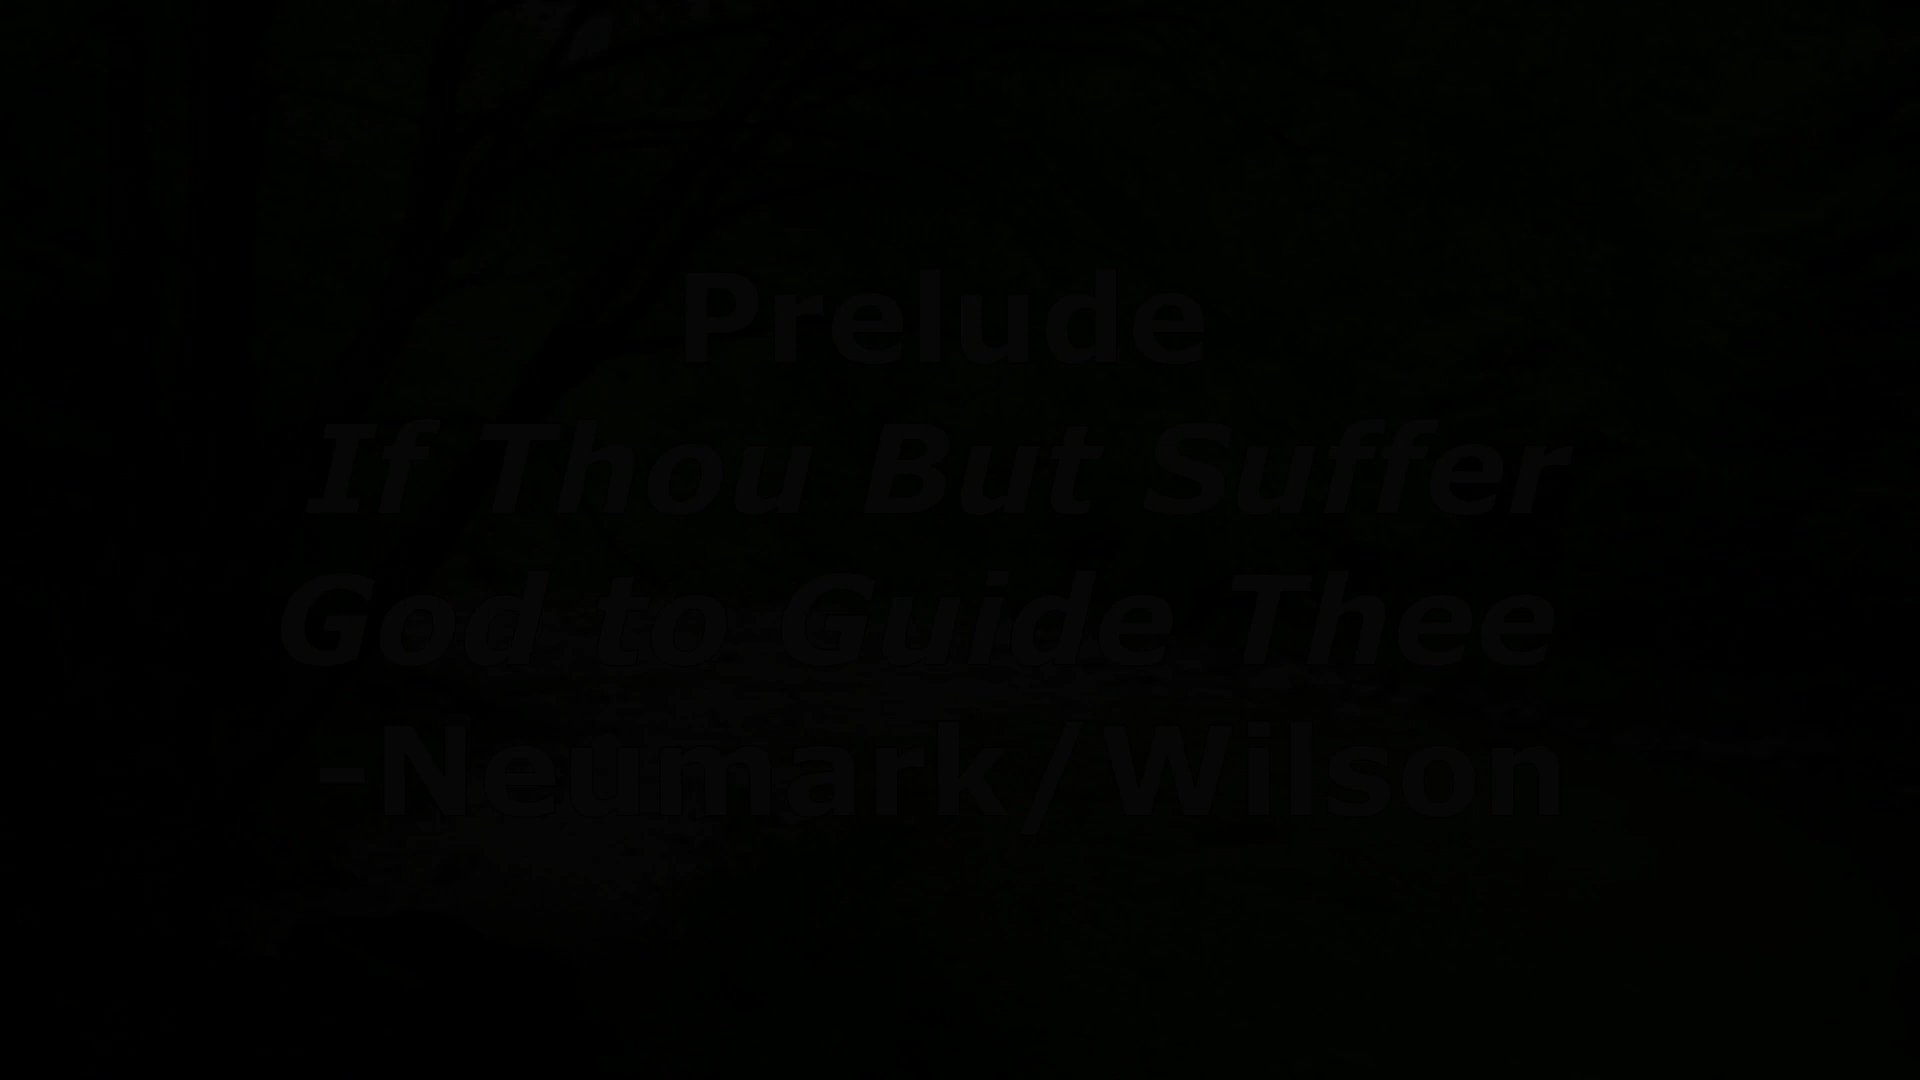 Prelude
If Thou But Suffer
God to Guide Thee
-Neumark/Wilson